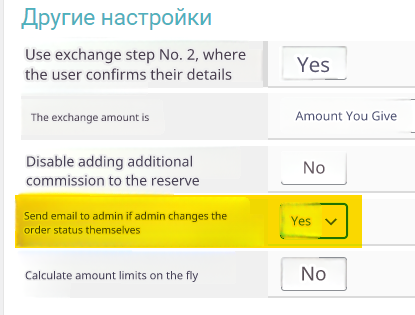 Другие настройки
Use exchange step No. 2, where
the user confirms their details
Yes
The exchange amount is
Amount You Give
Disable adding additional
commission to the reserve
No
Send email to admin if admin changes the
order status themselves
Yes
Calculate amount limits on the fly
No